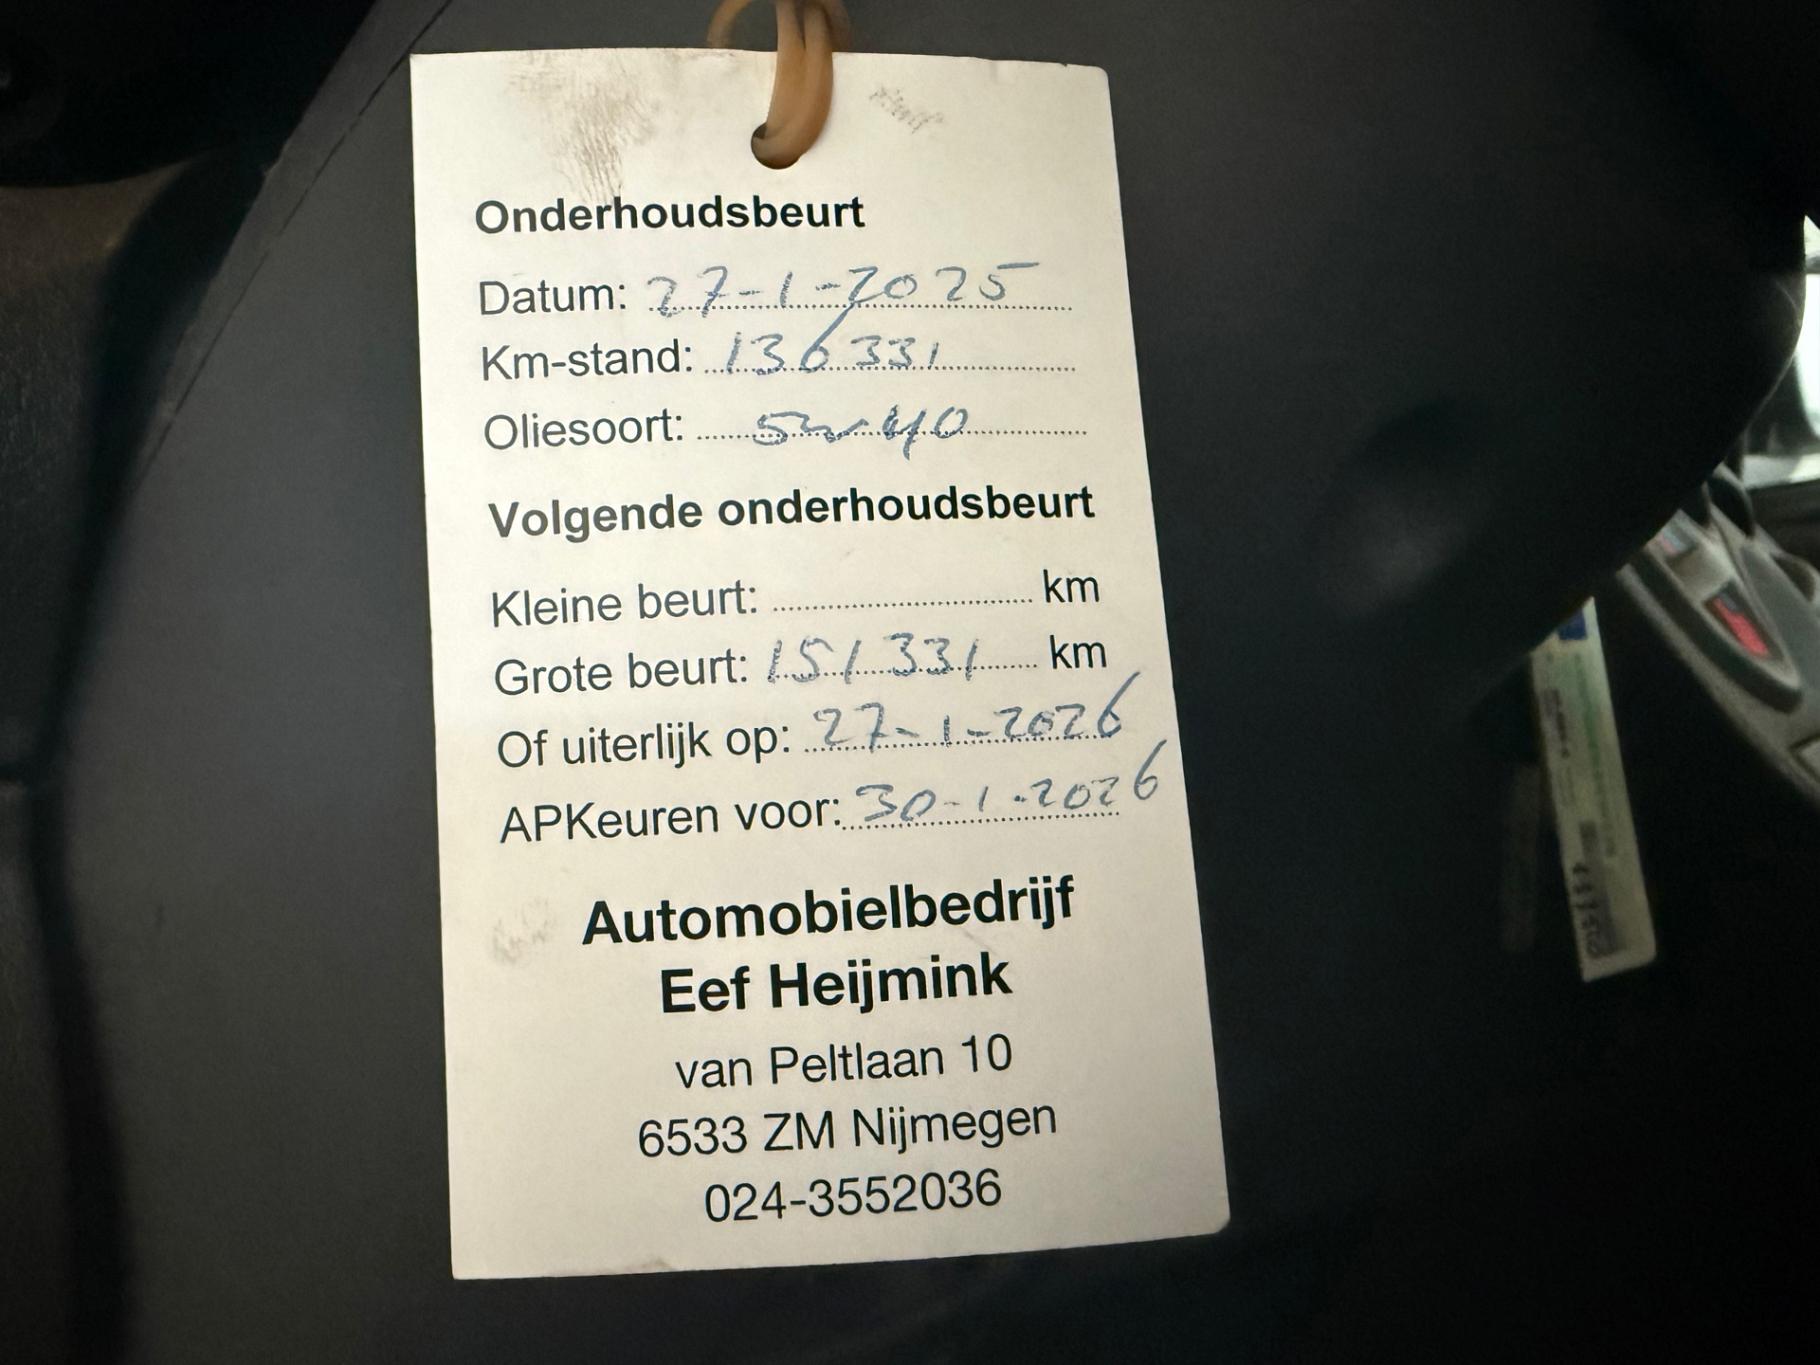 Onderhoudsbeurt
Datum: 27-1-2025
Km-stand: 136331
Oliesoort: 5w40
Volgende onderhoudsbeurt
Kleine beurt: ........................ km
Grote beurt: 151331 km
Of uiterlijk op: 27-1-2026
APKeuren voor: 30-1-2026
Automobielbedrijf
Eef Heijmink
van Peltlaan 10
6533 ZM Nijmegen
024-3552036